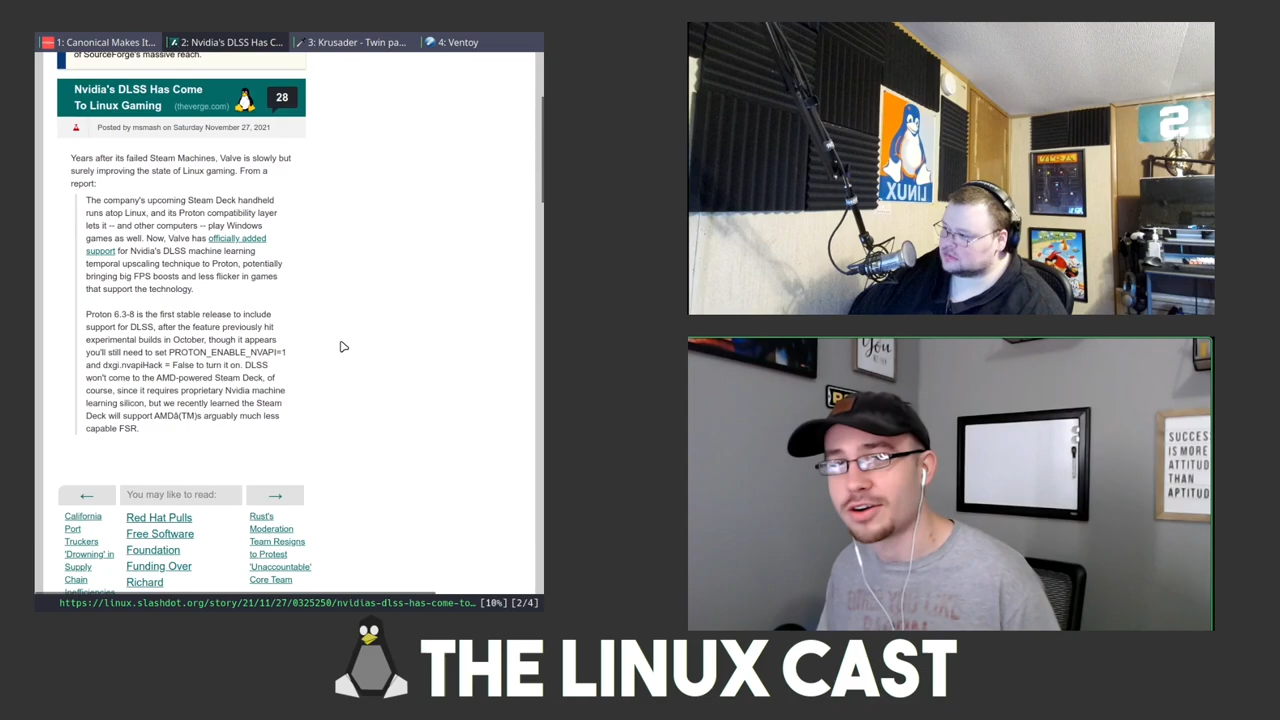 1: Canonical Makes It...
2: Nvidia's DLSS Has C...
3: Krusader - Twin pa...
4: Ventoy
of SourceForge's massive reach.
Nvidia's DLSS Has Come
To Linux Gaming (theverge.com)
28
Posted by msmash on Saturday November 27, 2021
Years after its failed Steam Machines, Valve is slowly but
surely improving the state of Linux gaming. From a
report:
The company's upcoming Steam Deck handheld
runs atop Linux, and its Proton compatibility layer
lets it -- and other computers -- play Windows
games as well. Now, Valve has officially added
support for Nvidia's DLSS machine learning
temporal upscaling technique to Proton, potentially
bringing big FPS boosts and less flicker in games
that support the technology.
Proton 6.3-8 is the first stable release to include
support for DLSS, after the feature previously hit
experimental builds in October, though it appears
you'll still need to set PROTON_ENABLE_NVAPI=1
and dxgi.nvapiHack = False to turn it on. DLSS
won't come to the AMD-powered Steam Deck, of
course, since it requires proprietary Nvidia machine
learning silicon, but we recently learned the Steam
Deck will support AMDâ(TM)s arguably much less
capable FSR.
←
You may like to read:
→
California
Port
Truckers
'Drowning' in
Supply
Chain
Inefficiencies
Red Hat Pulls
Free Software
Foundation
Funding Over
Richard
Rust's
Moderation
Team Resigns
to Protest
'Unaccountable'
Core Team
https://linux.slashdot.org/story/21/11/27/0325250/nvidias-dlss-has-come-to… [10%] [2/4]
LINUX
You
SUCCES
IS MORE
ATTITUD
THAN
APTITUD
THE LINUX CAST